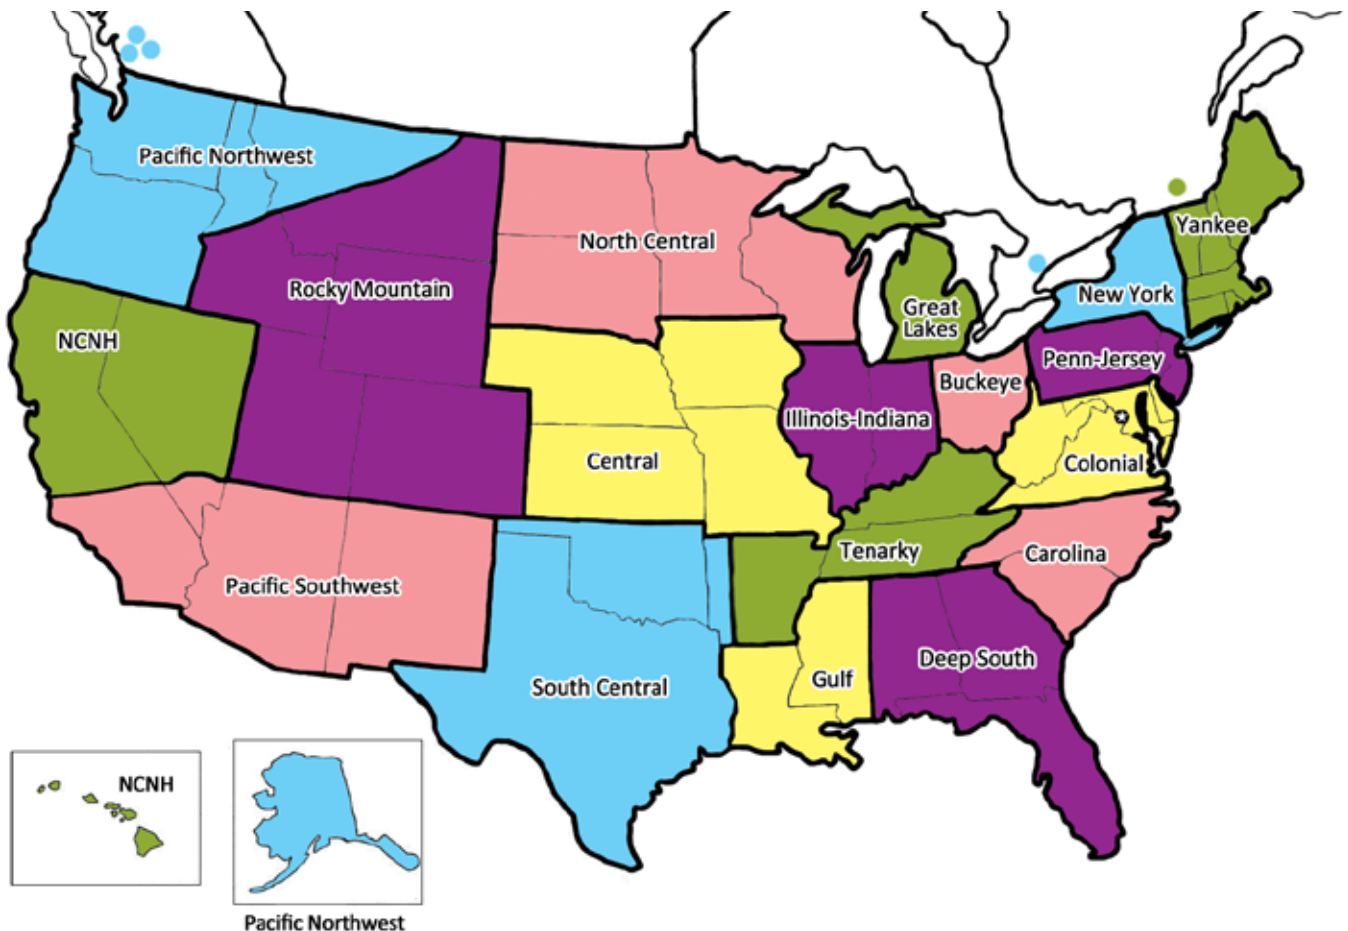 Pacific Northwest
Yankee
North Central
Rocky Mountain
New York
Great
Lakes
NCNH
Penn-Jersey
Buckeye
Illinois-Indiana
Central
Colonial
Tenarky
Carolina
Pacific Southwest
Deep South
Gulf
South Central
NCNH
Pacific Northwest